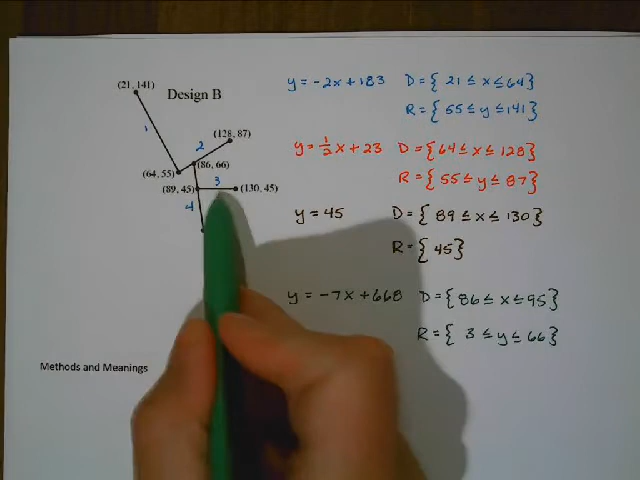 (21, 141)
Design B
1
2
(128, 87)
(64, 55)
(86, 66)
3
(89, 45)
(130, 45)
4
y = -2x + 183 D = { 21 ≤ x ≤ 64}
R = { 55 ≤ y ≤ 141}
y = 1/2 x + 23 D = { 64 ≤ x ≤ 128}
R = { 55 ≤ y ≤ 87}
y = 45 D = { 89 ≤ x ≤ 130}
R = { 45 }
y = -7x + 668 D = { 86 ≤ x ≤ 95}
R = { 3 ≤ y ≤ 66}
Methods and Meanings